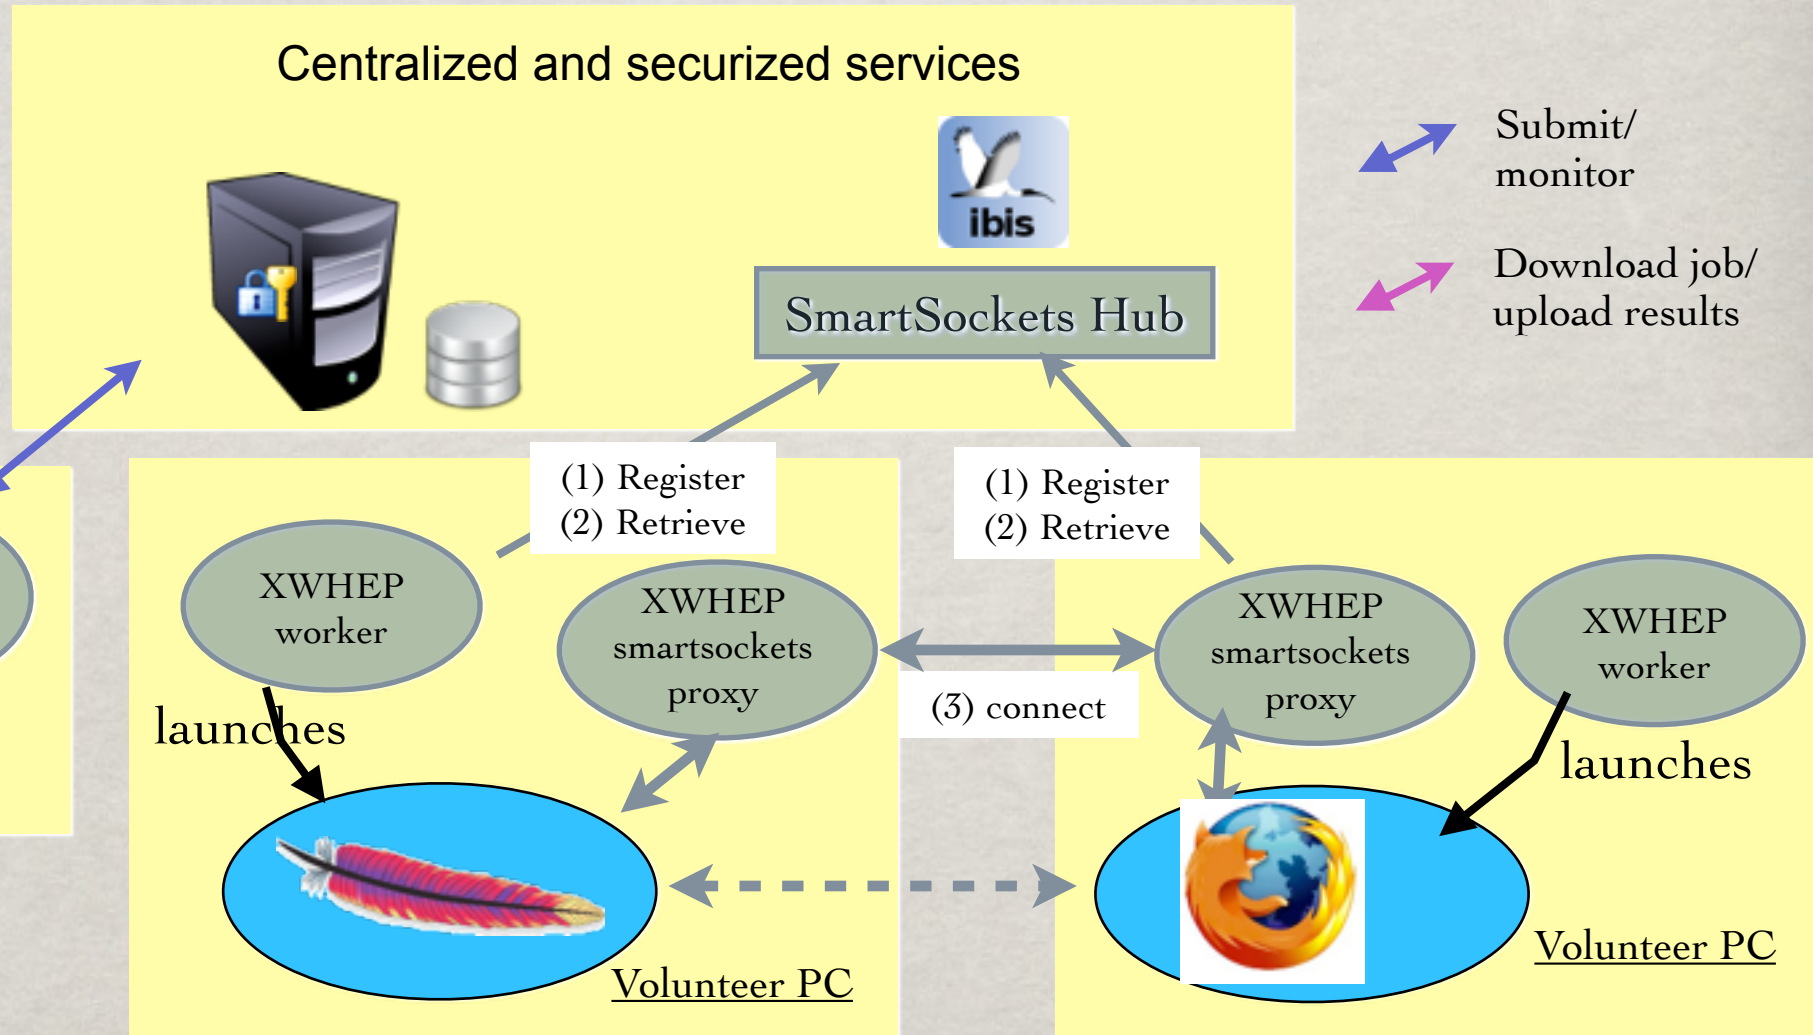 Centralized and securized services
ibis
SmartSockets Hub
Submit/
monitor
Download job/
upload results
(1) Register
(2) Retrieve
(1) Register
(2) Retrieve
XWHEP
worker
XWHEP
smartsockets
proxy
XWHEP
smartsockets
proxy
XWHEP
worker
(3) connect
launches
launches
Volunteer PC
Volunteer PC